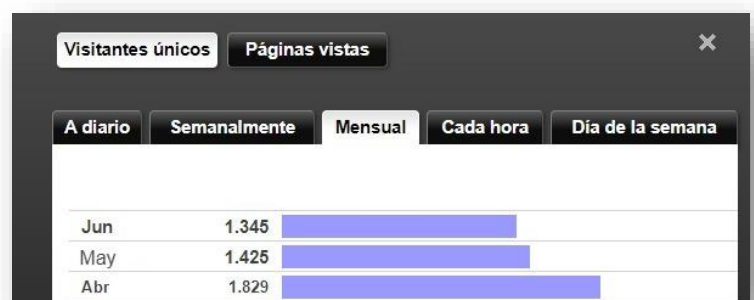 Visitantes únicos Páginas vistas
A diario Semanalmente Mensual Cada hora Día de la semana
Jun 1.345
May 1.425
Abr 1.829